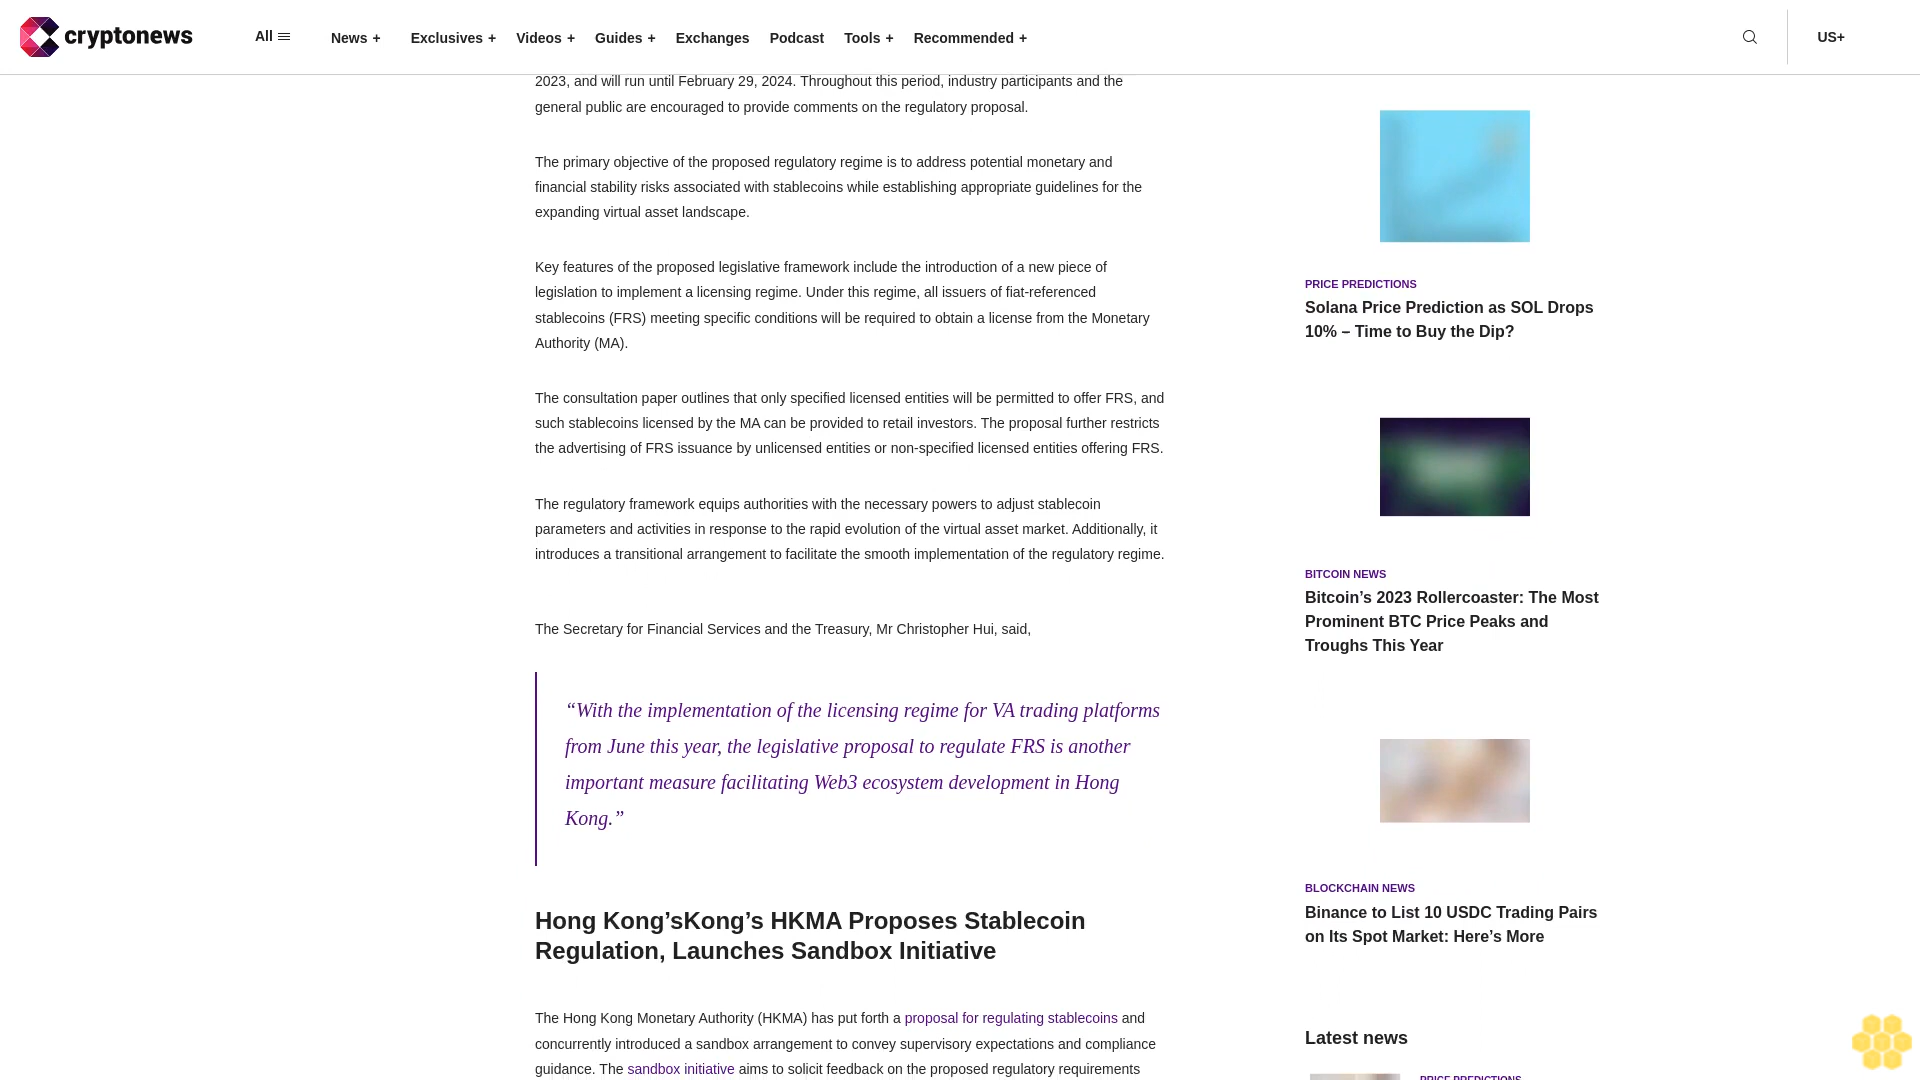 cryptonews
All
News +
Exclusives +
Videos +
Guides +
Exchanges
Podcast
Tools +
Recommended +
US+
2023, and will run until February 29, 2024. Throughout this period, industry participants and the
general public are encouraged to provide comments on the regulatory proposal.
The primary objective of the proposed regulatory regime is to address potential monetary and
financial stability risks associated with stablecoins while establishing appropriate guidelines for the
expanding virtual asset landscape.
Key features of the proposed legislative framework include the introduction of a new piece of
legislation to implement a licensing regime. Under this regime, all issuers of fiat-referenced
stablecoins (FRS) meeting specific conditions will be required to obtain a license from the Monetary
Authority (MA).
The consultation paper outlines that only specified licensed entities will be permitted to offer FRS, and
such stablecoins licensed by the MA can be provided to retail investors. The proposal further restricts
the advertising of FRS issuance by unlicensed entities or non-specified licensed entities offering FRS.
The regulatory framework equips authorities with the necessary powers to adjust stablecoin
parameters and activities in response to the rapid evolution of the virtual asset market. Additionally, it
introduces a transitional arrangement to facilitate the smooth implementation of the regulatory regime.
The Secretary for Financial Services and the Treasury, Mr Christopher Hui, said,
“With the implementation of the licensing regime for VA trading platforms
from June this year, the legislative proposal to regulate FRS is another
important measure facilitating Web3 ecosystem development in Hong
Kong.”
Hong Kong’sKong’s HKMA Proposes Stablecoin
Regulation, Launches Sandbox Initiative
The Hong Kong Monetary Authority (HKMA) has put forth a proposal for regulating stablecoins and
concurrently introduced a sandbox arrangement to convey supervisory expectations and compliance
guidance. The sandbox initiative aims to solicit feedback on the proposed regulatory requirements
PRICE PREDICTIONS
Solana Price Prediction as SOL Drops
10% – Time to Buy the Dip?
BITCOIN NEWS
Bitcoin’s 2023 Rollercoaster: The Most
Prominent BTC Price Peaks and
Troughs This Year
BLOCKCHAIN NEWS
Binance to List 10 USDC Trading Pairs
on Its Spot Market: Here’s More
Latest news
PRICE PREDICTIONS